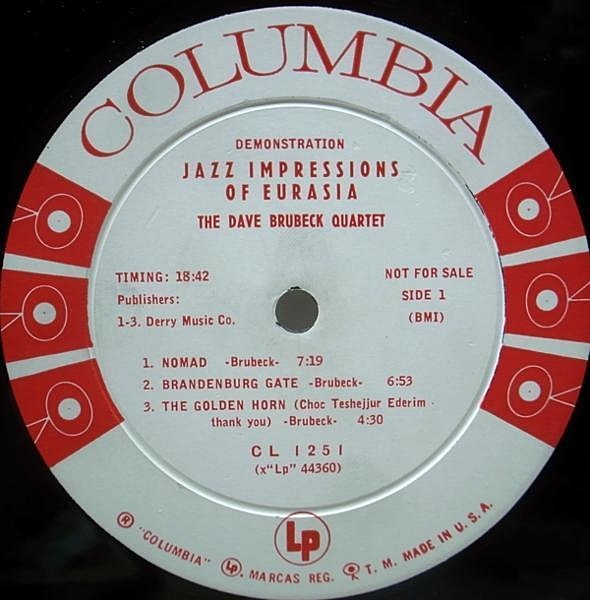 COLUMBIA
DEMONSTRATION
JAZZ IMPRESSIONS
OF EURASIA
THE DAVE BRUBECK QUARTET
TIMING: 18:42
Publishers:
1-3. Derry Music Co.
NOT FOR SALE
SIDE 1
(BMI)
1. NOMAD -Brubeck- 7:19
2. BRANDENBURG GATE -Brubeck- 6:53
3. THE GOLDEN HORN (Choc Teshejjur Ederim -
thank you) -Brubeck- 4:30
CL 1251
(x"Lp" 44360)
® "COLUMBIA" Lp. MARCAS REG. T. M. MADE IN U. S. A.
Lp